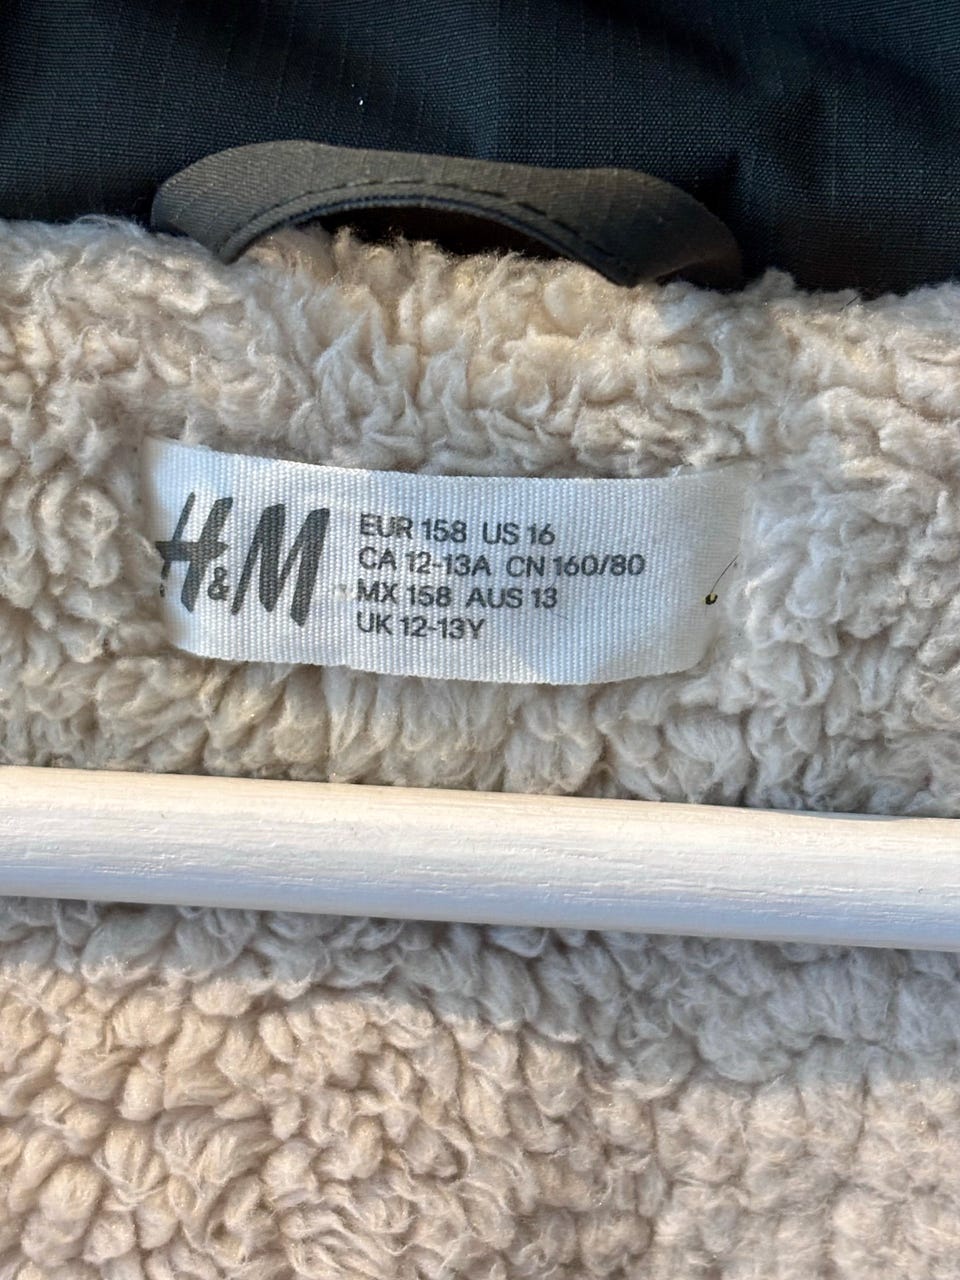 H&M
EUR 158 US 16
CA 12-13A CN 160/80
MX 158 AUS 13
UK 12-13Y